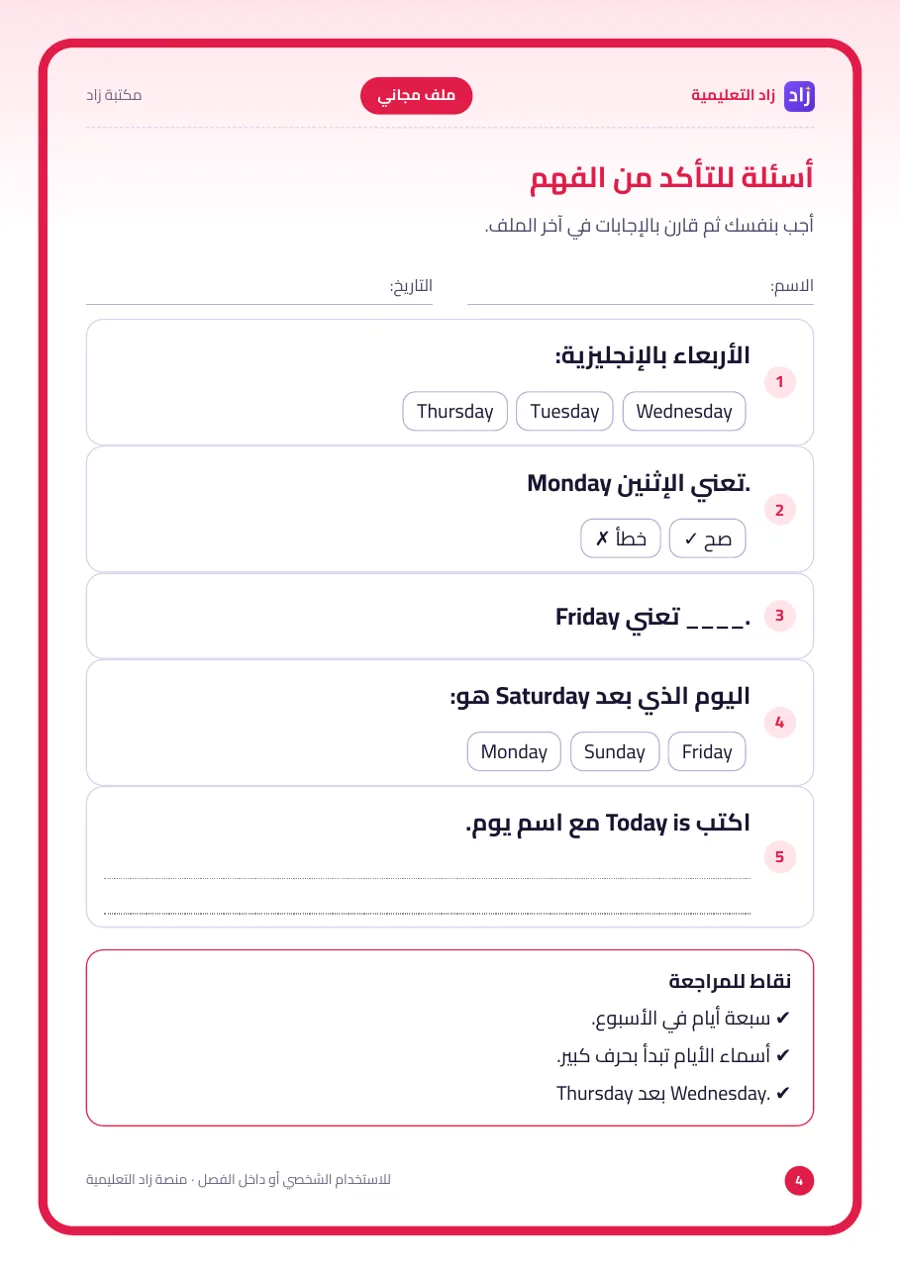 زاد زاد التعليمية
ملف مجاني
مكتبة زاد
أسئلة للتأكد من الفهم
أجب بنفسك ثم قارن بالإجابات في آخر الملف.
الاسم:
التاريخ:
1
الأربعاء بالإنجليزية:
Wednesday Tuesday Thursday
2
Monday تعني الإثنين.
صح ✓ خطأ ✗
3
Friday تعني ____.
4
اليوم الذي بعد Saturday هو:
Friday Sunday Monday
5
اكتب Today is مع اسم يوم.
نقاط للمراجعة
✔ سبعة أيام في الأسبوع.
✔ أسماء الأيام تبدأ بحرف كبير.
✔ Thursday بعد Wednesday.
4
للاستخدام الشخصي أو داخل الفصل · منصة زاد التعليمية